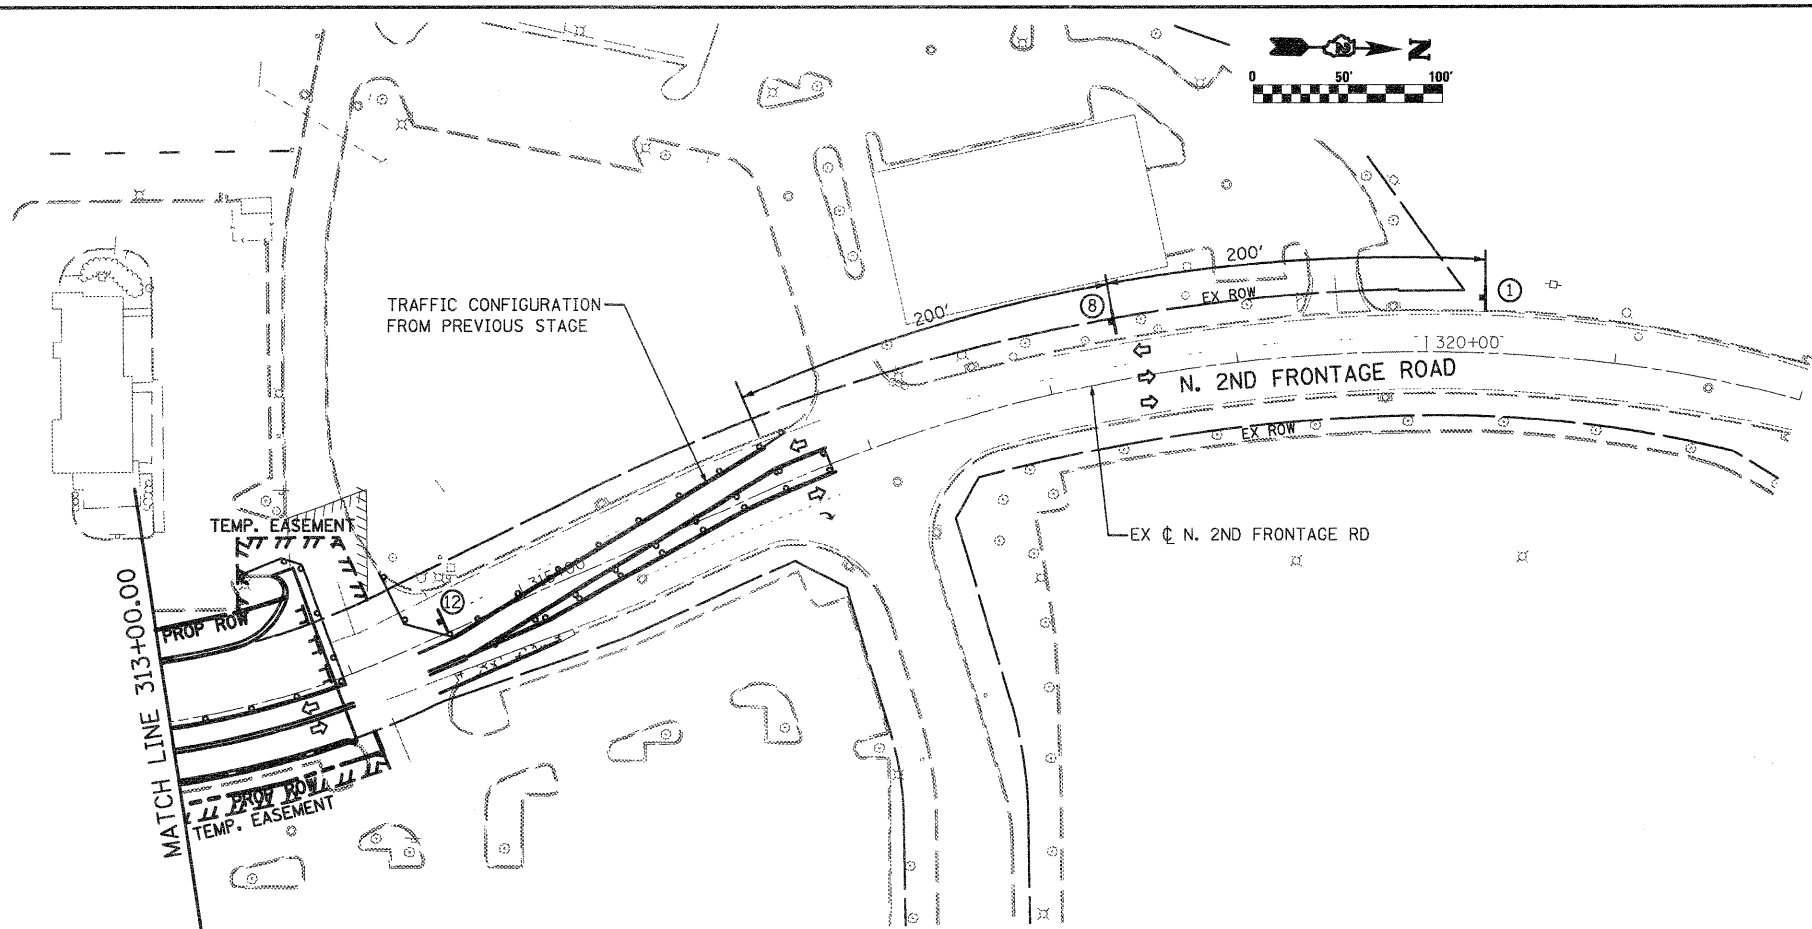 N
0 50' 100'
200'
1
TRAFFIC CONFIGURATION
FROM PREVIOUS STAGE
200'
8
EX ROW
320+00
N. 2ND FRONTAGE ROAD
EX ROW
EX ℄ N. 2ND FRONTAGE RD
TEMP. EASEMENT
12
PROP ROW
MATCH LINE 313+00.00
PROP ROW
TEMP. EASEMENT